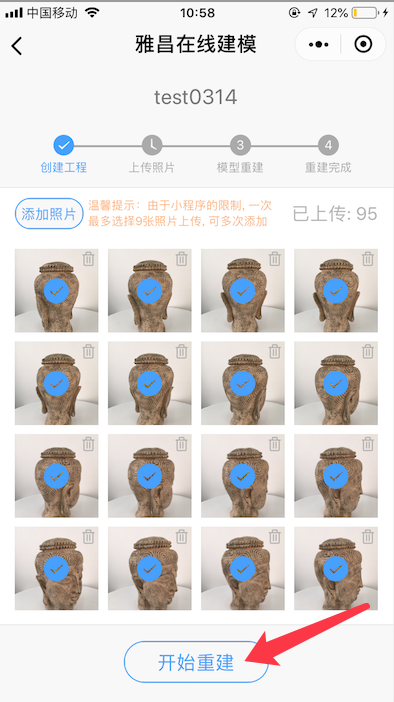 中国移动 10:58 12%
雅昌在线建模
test0314
3 4
创建工程 上传照片 模型重建 重建完成
添加照片 温馨提示：由于小程序的限制, 一次 已上传: 95
最多选择9张照片上传, 可多次添加
开始重建